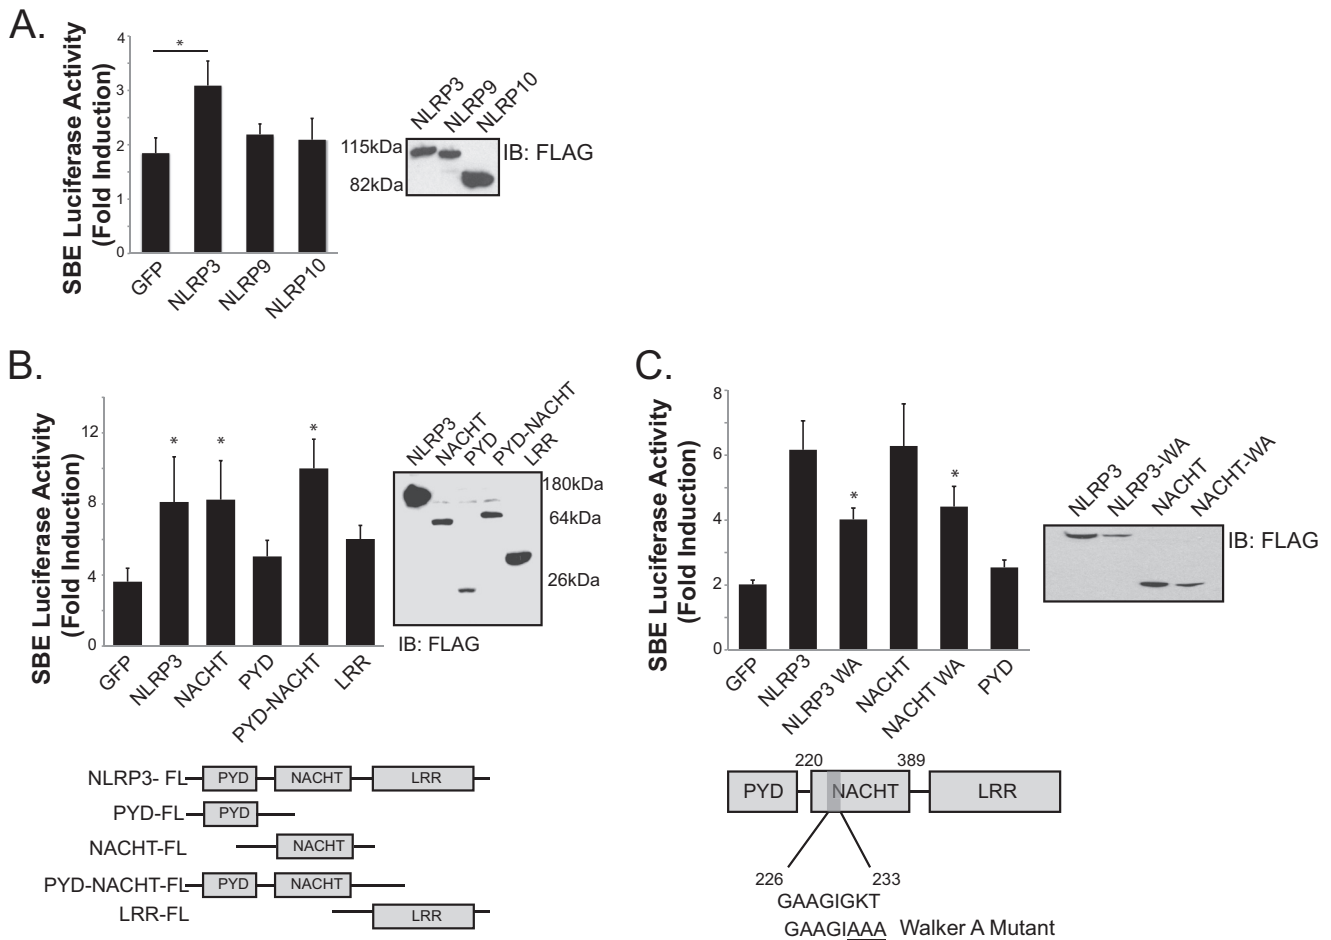 A.
SBE Luciferase Activity
(Fold Induction)
4
3
2
1
0
*
GFP
NLRP3
NLRP9
NLRP10
NLRP3
NLRP9
NLRP10
115kDa
82kDa
IB: FLAG
B.
SBE Luciferase Activity
(Fold Induction)
12
8
4
0
*
*
*
GFP
NLRP3
NACHT
PYD
PYD-NACHT
LRR
NLRP3
NACHT
PYD
PYD-NACHT
LRR
180kDa
64kDa
26kDa
IB: FLAG
NLRP3- FL
PYD
NACHT
LRR
PYD-FL
PYD
NACHT-FL
NACHT
PYD-NACHT-FL
PYD
NACHT
LRR-FL
LRR
C.
SBE Luciferase Activity
(Fold Induction)
8
6
4
2
0
*
*
GFP
NLRP3
NLRP3 WA
NACHT
NACHT WA
PYD
NLRP3
NLRP3-WA
NACHT
NACHT-WA
IB: FLAG
220
389
PYD
NACHT
LRR
226
233
GAAGIGKT
GAAGIAAA Walker A Mutant